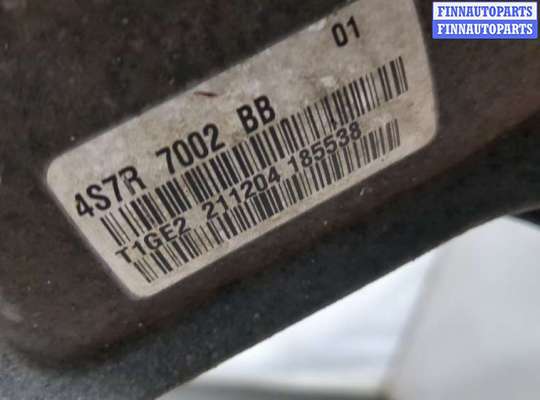 FINNAUTOPARTS
FINNAUTOPARTS
01
4S7R 7002 BB
T1GE2 211204 185538